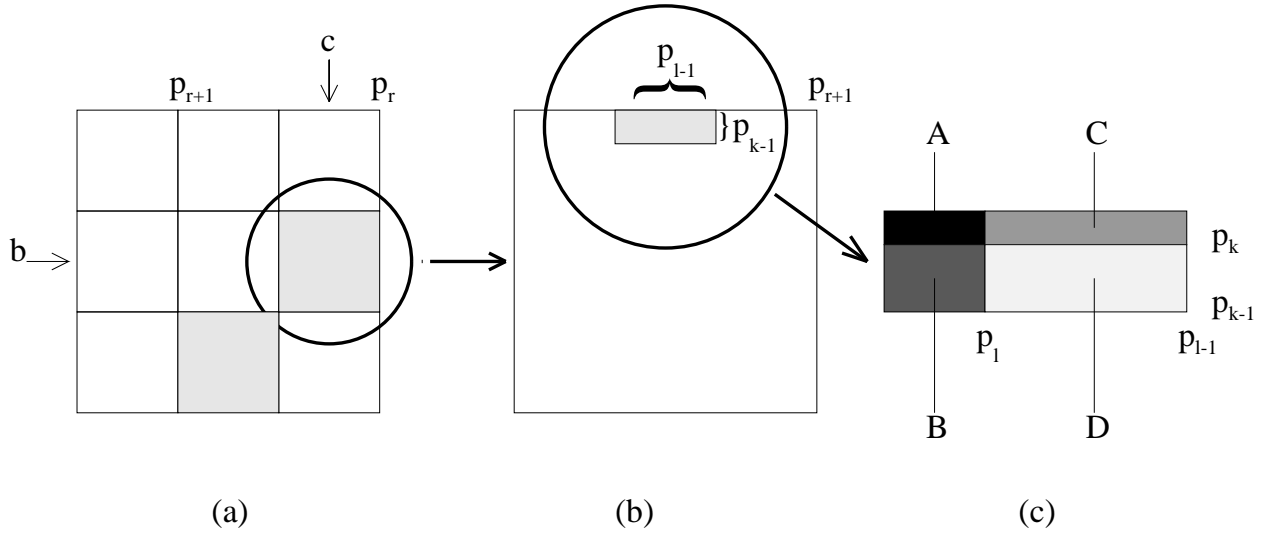 c
p_{r+1} p_r
b
(a)
p_{l-1}
p_{r+1}
}p_{k-1}
(b)
A C
p_k
p_{k-1}
p_l p_{l-1}
B D
(c)